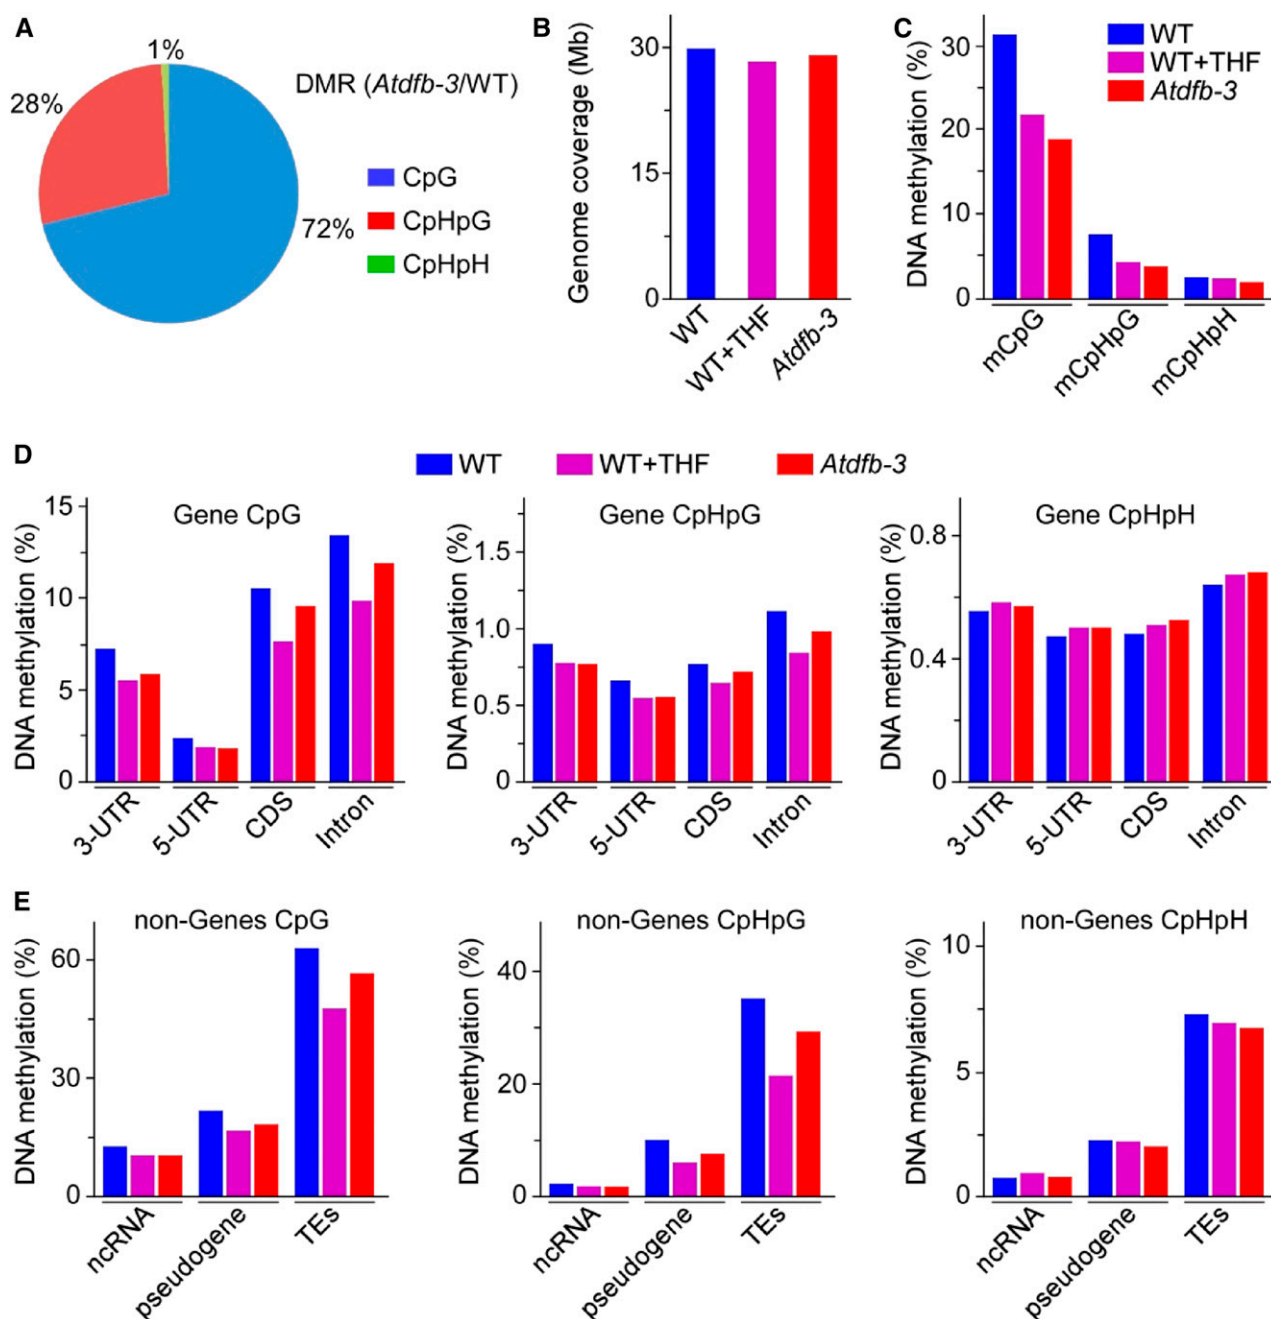 A
1%
28%
72%
DMR (Atdfb-3/WT)
CpG
CpHpG
CpHpH
B
Genome coverage (Mb)
30
15
0
WT
WT+THF
Atdfb-3
C
DNA methylation (%)
30
20
10
0
WT
WT+THF
Atdfb-3
mCpG
mCpHpG
mCpHpH
D
WT
WT+THF
Atdfb-3
Gene CpG
DNA methylation (%)
15
10
5
0
3-UTR
5-UTR
CDS
Intron
Gene CpHpG
DNA methylation (%)
1.5
1.0
0.5
0
3-UTR
5-UTR
CDS
Intron
Gene CpHpH
DNA methylation (%)
0.8
0.4
0
3-UTR
5-UTR
CDS
Intron
E
non-Genes CpG
DNA methylation (%)
60
30
0
ncRNA
pseudogene
TEs
non-Genes CpHpG
DNA methylation (%)
40
20
0
ncRNA
pseudogene
TEs
non-Genes CpHpH
DNA methylation (%)
10
5
0
ncRNA
pseudogene
TEs